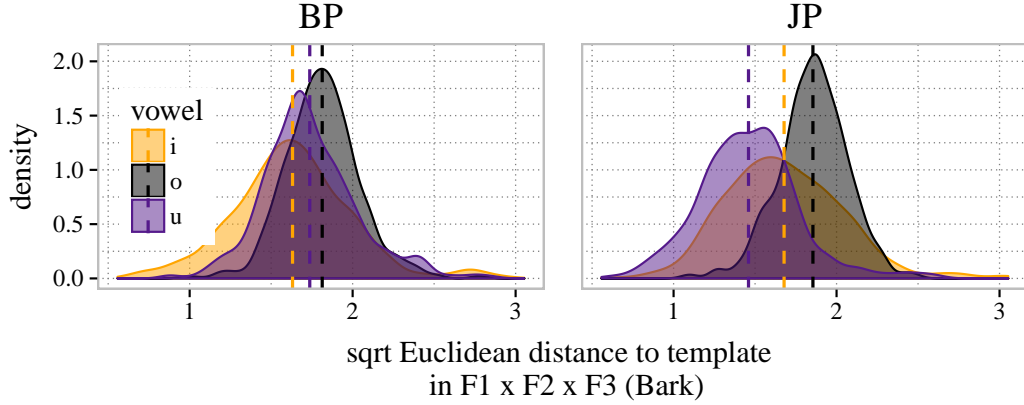 BP
JP
density
2.0
1.5
1.0
0.5
0.0
vowel
i
o
u
1
2
3
1
2
3
sqrt Euclidean distance to template
in F1 x F2 x F3 (Bark)